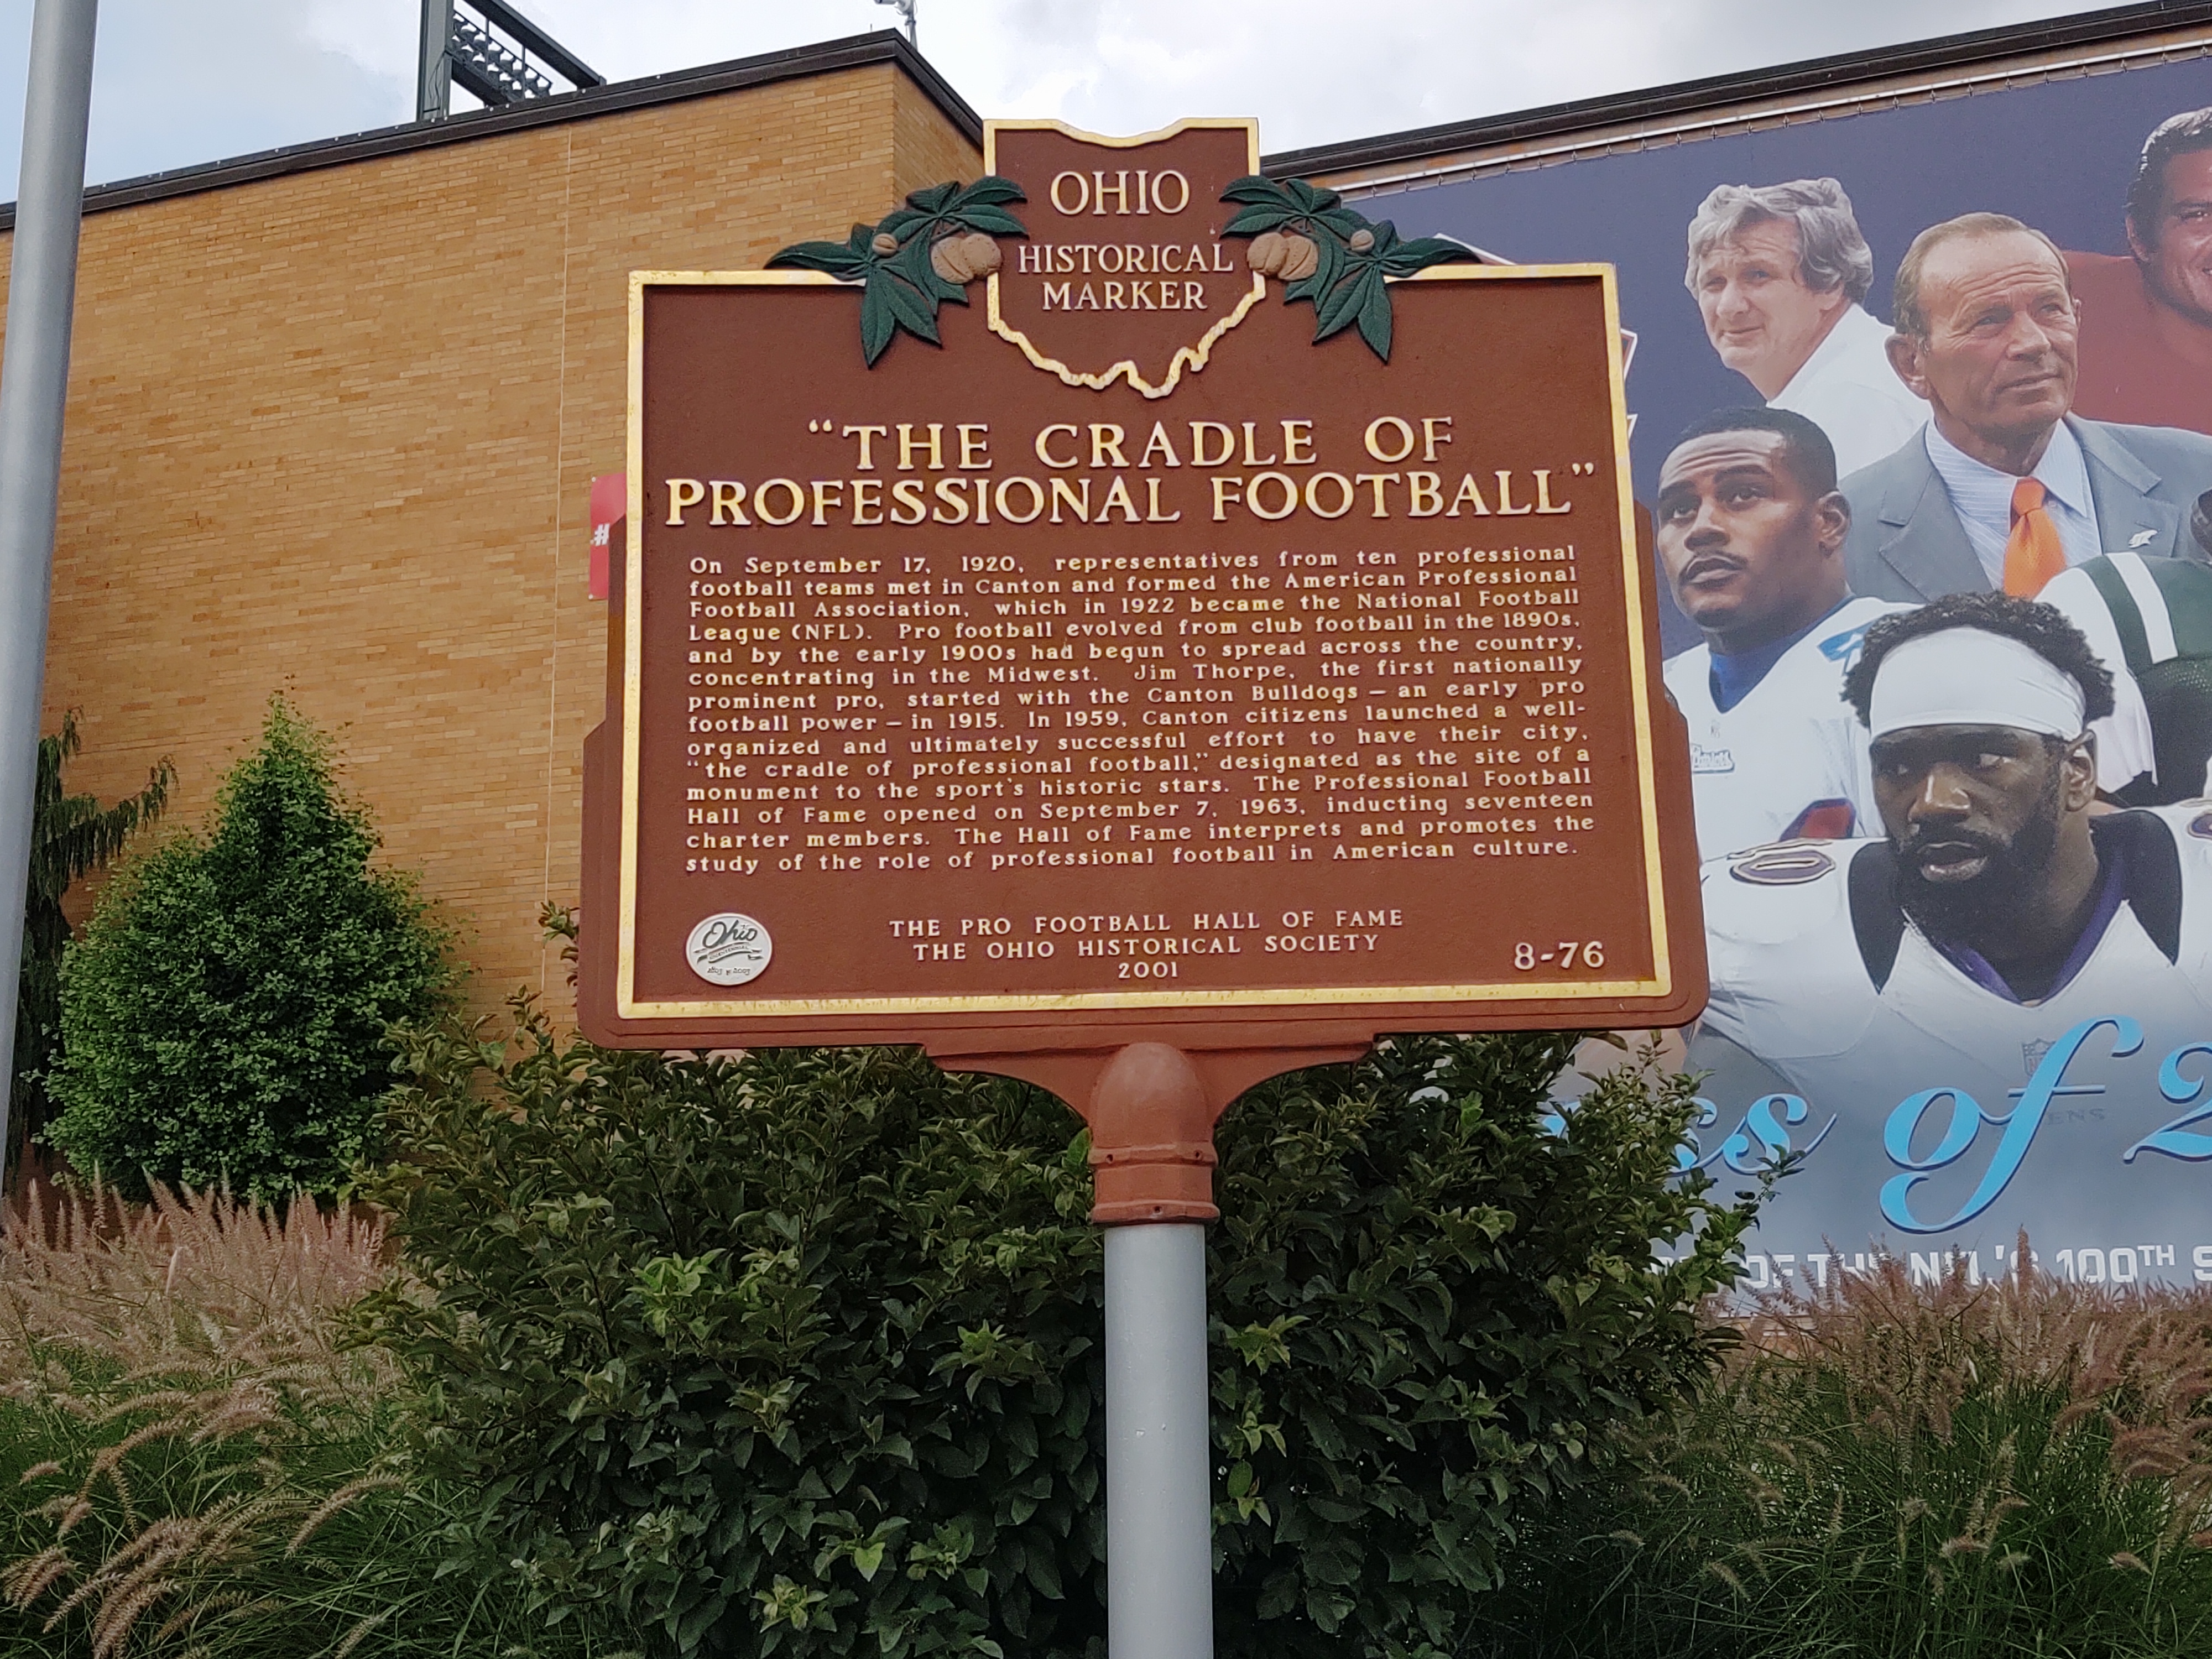 OHIO
HISTORICAL
MARKER
"THE CRADLE OF
PROFESSIONAL FOOTBALL"
On September 17, 1920, representatives from ten professional
football teams met in Canton and formed the American Professional
Football Association, which in 1922 became the National Football
League (NFL). Pro football evolved from club football in the 1890s,
and by the early 1900s had begun to spread across the country,
concentrating in the Midwest. Jim Thorpe, the first nationally
prominent pro, started with the Canton Bulldogs — an early pro
football power — in 1915. In 1959, Canton citizens launched a well-
organized and ultimately successful effort to have their city,
"the cradle of professional football," designated as the site of a
monument to the sport's historic stars. The Professional Football
Hall of Fame opened on September 7, 1963, inducting seventeen
charter members. The Hall of Fame interprets and promotes the
study of the role of professional football in American culture.
THE PRO FOOTBALL HALL OF FAME
THE OHIO HISTORICAL SOCIETY
2001
8-76
Ohio
#
of 2
OF THE NFL'S 100TH S